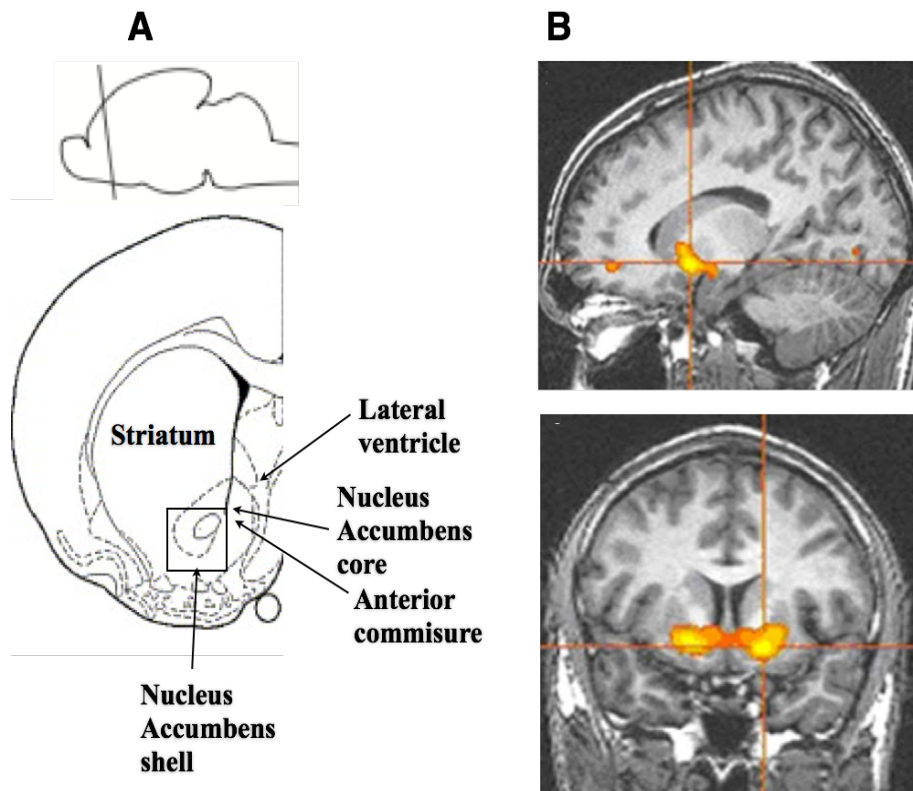 A
B
Striatum
Lateral
ventricle
Nucleus
Accumbens
core
Anterior
commisure
Nucleus
Accumbens
shell